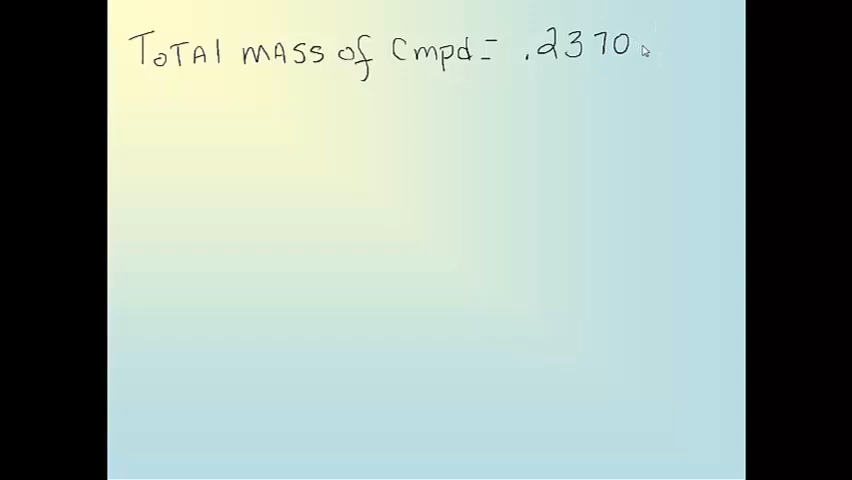 TOTAl MASS of Cmpd = .2370